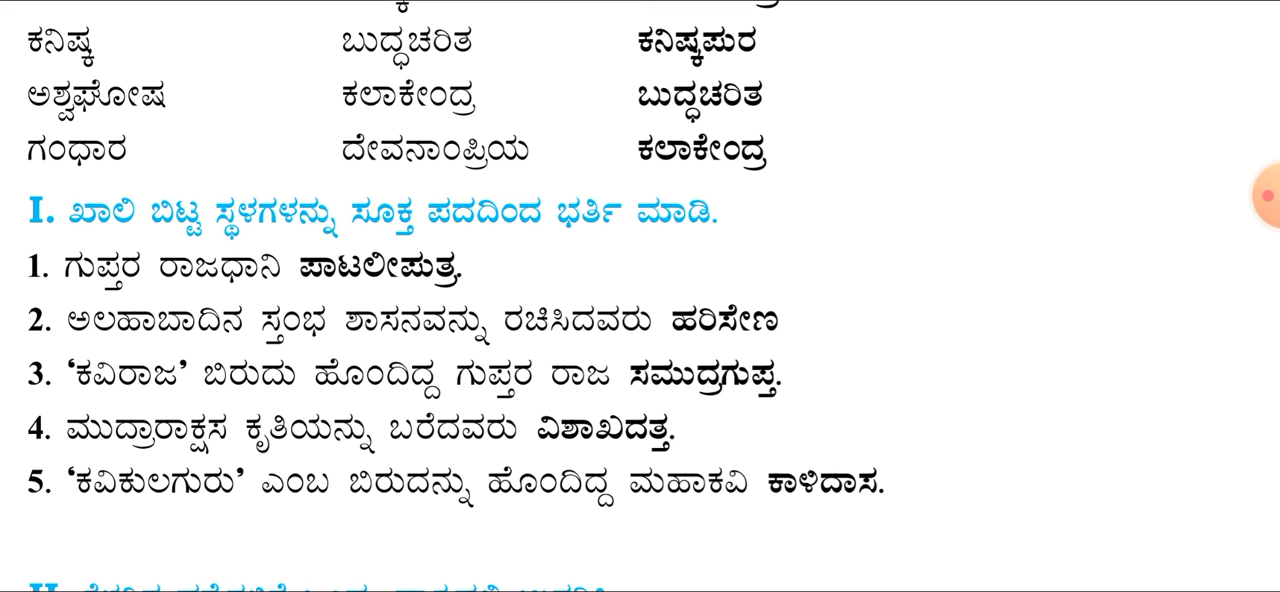 ಕನಿಷ್ಕ ಬುದ್ಧಚರಿತ ಕನಿಷ್ಕಪುರ
ಅಶ್ವಘೋಷ ಕಲಾಕೇಂದ್ರ ಬುದ್ಧಚರಿತ
ಗಂಧಾರ ದೇವನಾಂಪ್ರಿಯ ಕಲಾಕೇಂದ್ರ
I. ಖಾಲಿ ಬಿಟ್ಟ ಸ್ಥಳಗಳನ್ನು ಸೂಕ್ತ ಪದದಿಂದ ಭರ್ತಿ ಮಾಡಿ.
1. ಗುಪ್ತರ ರಾಜಧಾನಿ ಪಾಟಲೀಪುತ್ರ.
2. ಅಲಹಾಬಾದಿನ ಸ್ತಂಭ ಶಾಸನವನ್ನು ರಚಿಸಿದವರು ಹರಿಸೇಣ
3. ‘ಕವಿರಾಜ’ ಬಿರುದು ಹೊಂದಿದ್ದ ಗುಪ್ತರ ರಾಜ ಸಮುದ್ರಗುಪ್ತ.
4. ಮುದ್ರಾರಾಕ್ಷಸ ಕೃತಿಯನ್ನು ಬರೆದವರು ವಿಶಾಖದತ್ತ.
5. ‘ಕವಿಕುಲಗುರು’ ಎಂಬ ಬಿರುದನ್ನು ಹೊಂದಿದ್ದ ಮಹಾಕವಿ ಕಾಳಿದಾಸ.